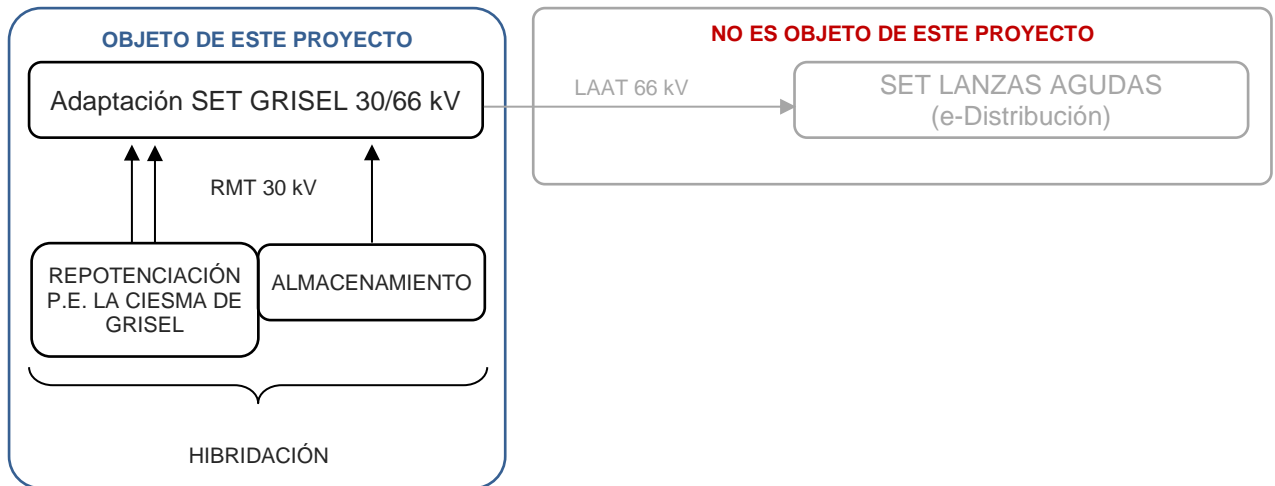 OBJETO DE ESTE PROYECTO
Adaptación SET GRISEL 30/66 kV
RMT 30 kV
REPOTENCIACIÓN
P.E. LA CIESMA DE
GRISEL
ALMACENAMIENTO
HIBRIDACIÓN
NO ES OBJETO DE ESTE PROYECTO
LAAT 66 kV
SET LANZAS AGUDAS
(e-Distribución)